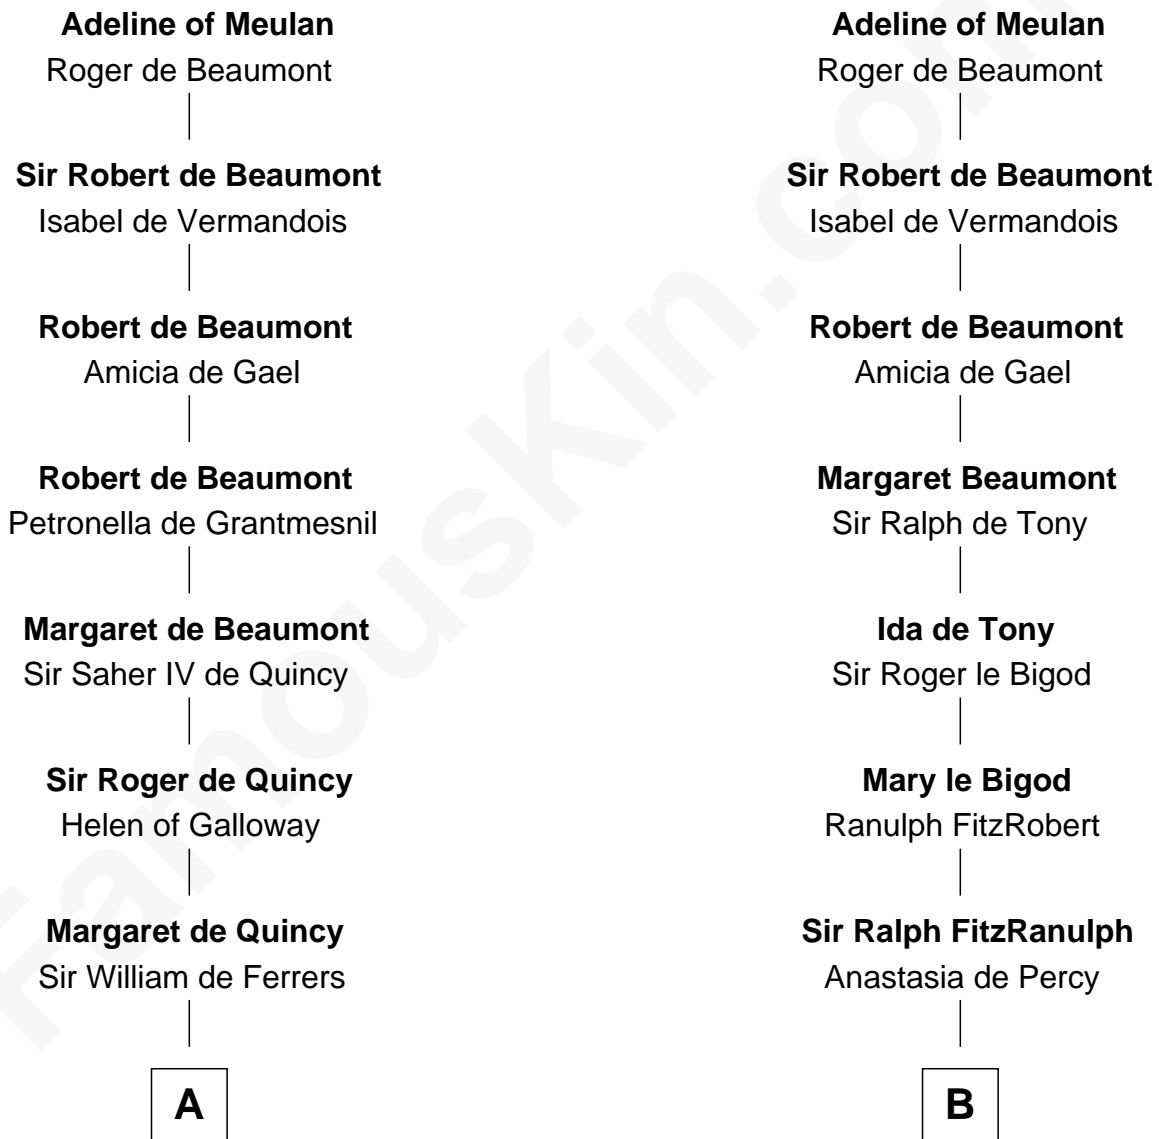 Adeline of Meulan
Roger de Beaumont
Sir Robert de Beaumont
Isabel de Vermandois
Robert de Beaumont
Amicia de Gael
Robert de Beaumont
Petronella de Grantmesnil
Margaret de Beaumont
Sir Saher IV de Quincy
Sir Roger de Quincy
Helen of Galloway
Margaret de Quincy
Sir William de Ferrers
A
Adeline of Meulan
Roger de Beaumont
Sir Robert de Beaumont
Isabel de Vermandois
Robert de Beaumont
Amicia de Gael
Margaret Beaumont
Sir Ralph de Tony
Ida de Tony
Sir Roger le Bigod
Mary le Bigod
Ranulph FitzRobert
Sir Ralph FitzRanulph
Anastasia de Percy
B
FamousKin.com